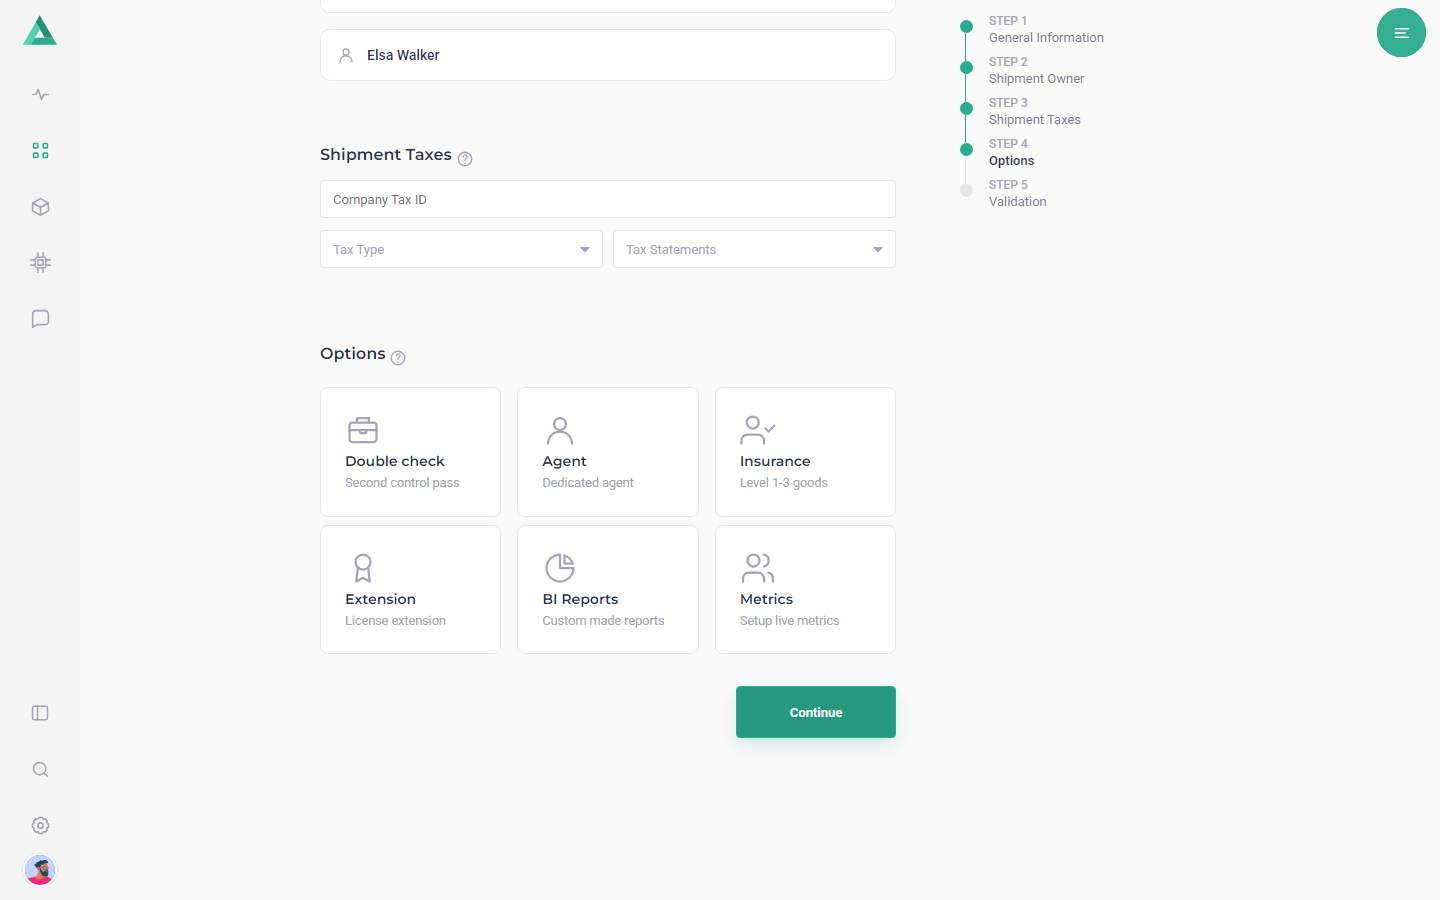 Elsa Walker
Shipment Taxes
Company Tax ID
Tax Type
Tax Statements
Options
Double check
Second control pass
Agent
Dedicated agent
Insurance
Level 1-3 goods
Extension
License extension
BI Reports
Custom made reports
Metrics
Setup live metrics
Continue
STEP 1
General Information
STEP 2
Shipment Owner
STEP 3
Shipment Taxes
STEP 4
Options
STEP 5
Validation